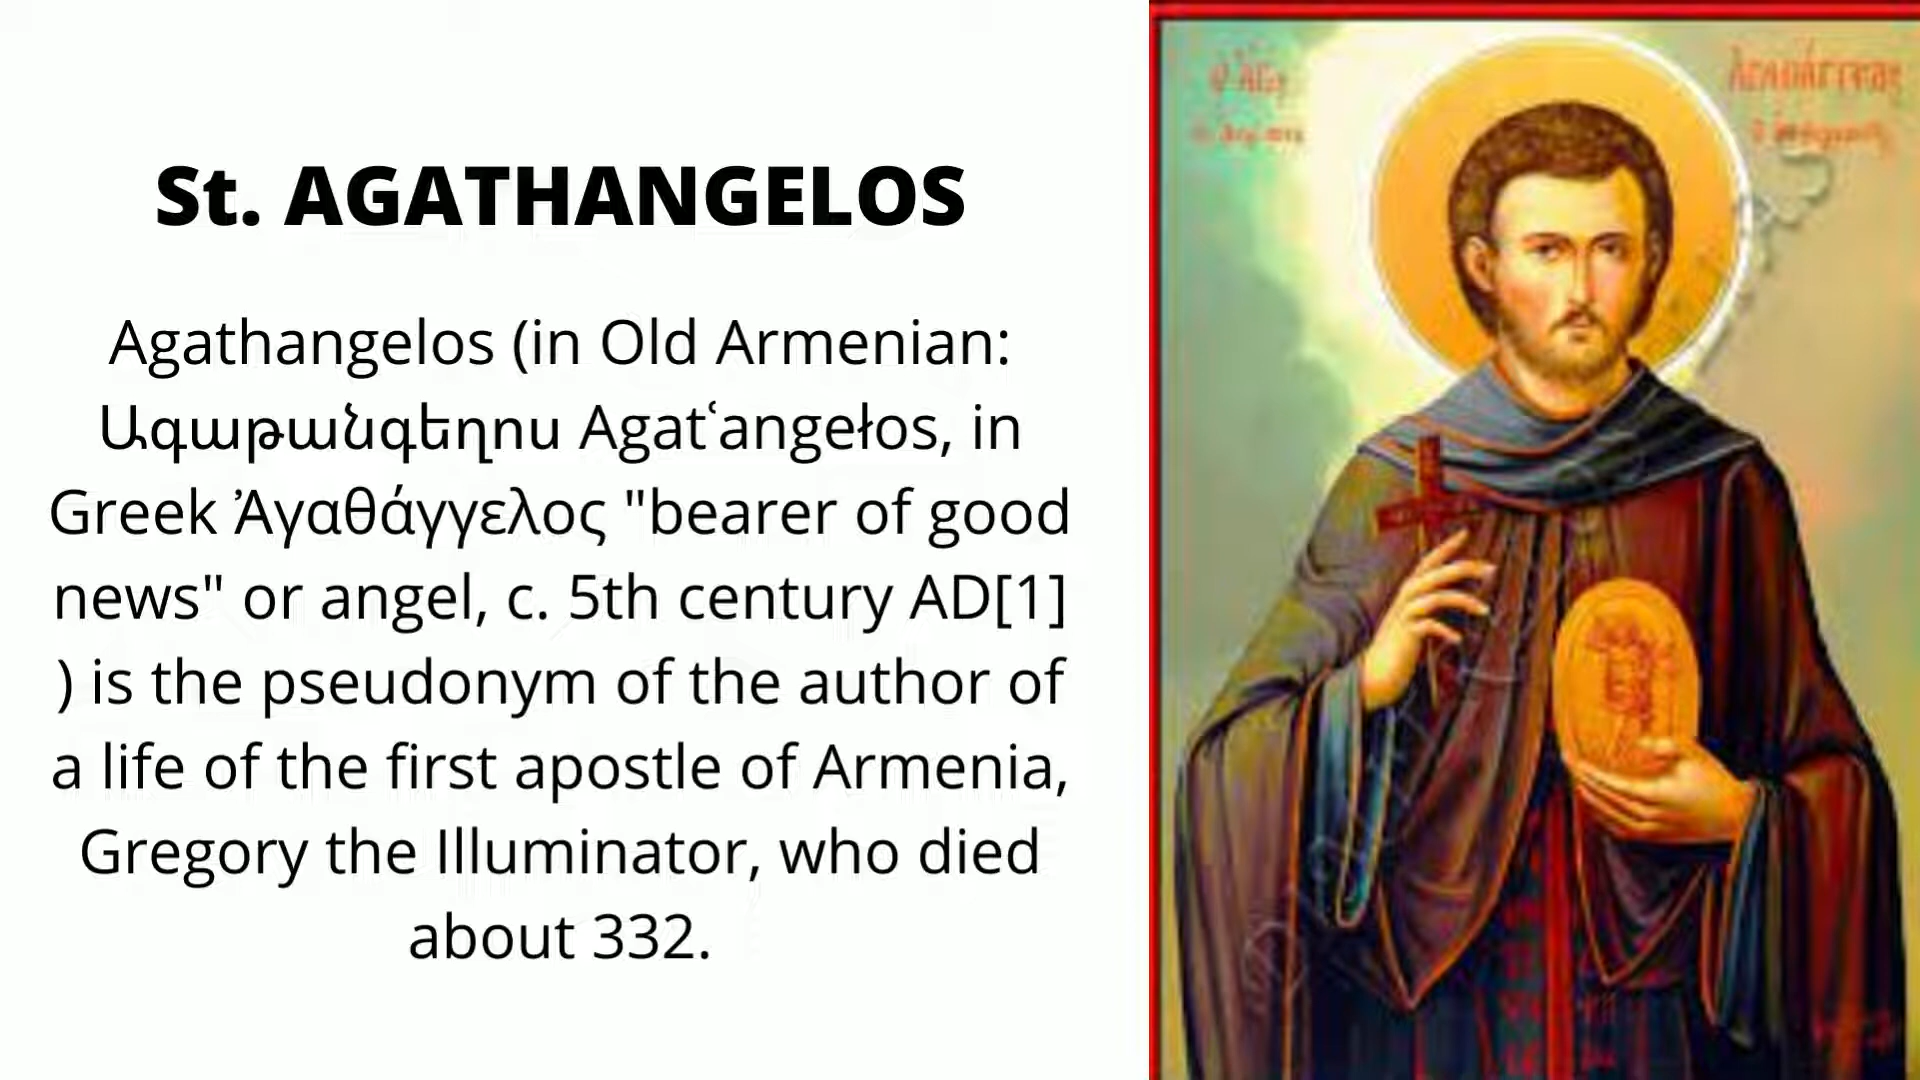 St. AGATHANGELOS
Agathangelos (in Old Armenian:
Ագաթանգեղոս Agatʿangełos, in
Greek Ἀγαθάγγελος "bearer of good
news" or angel, c. 5th century AD[1]
) is the pseudonym of the author of
a life of the first apostle of Armenia,
Gregory the Illuminator, who died
about 332.